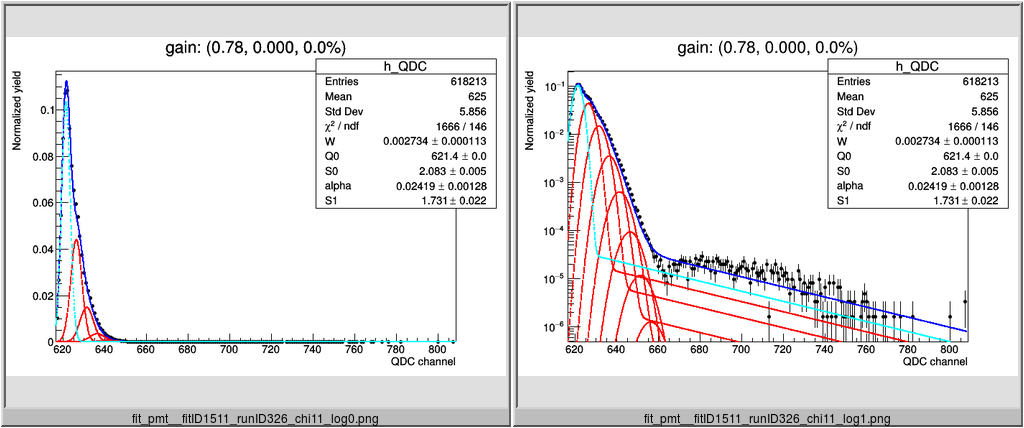 gain: (0.78, 0.000, 0.0%)
Normalized yield
h_QDC
Entries 618213
Mean 625
Std Dev 5.856
χ² / ndf 1666 / 146
W 0.002734 ± 0.000113
Q0 621.4 ± 0.0
S0 2.083 ± 0.005
alpha 0.02419 ± 0.00128
S1 1.731 ± 0.022
0.1
0.08
0.06
0.04
0.02
0
620 640 660 680 700 720 740 760 780 800
QDC channel
fit_pmt__fitID1511_runID326_chi11_log0.png
gain: (0.78, 0.000, 0.0%)
Normalized yield
h_QDC
Entries 618213
Mean 625
Std Dev 5.856
χ² / ndf 1666 / 146
W 0.002734 ± 0.000113
Q0 621.4 ± 0.0
S0 2.083 ± 0.005
alpha 0.02419 ± 0.00128
S1 1.731 ± 0.022
10⁻¹
10⁻²
10⁻³
10⁻⁴
10⁻⁵
10⁻⁶
620 640 660 680 700 720 740 760 780 800
QDC channel
fit_pmt__fitID1511_runID326_chi11_log1.png